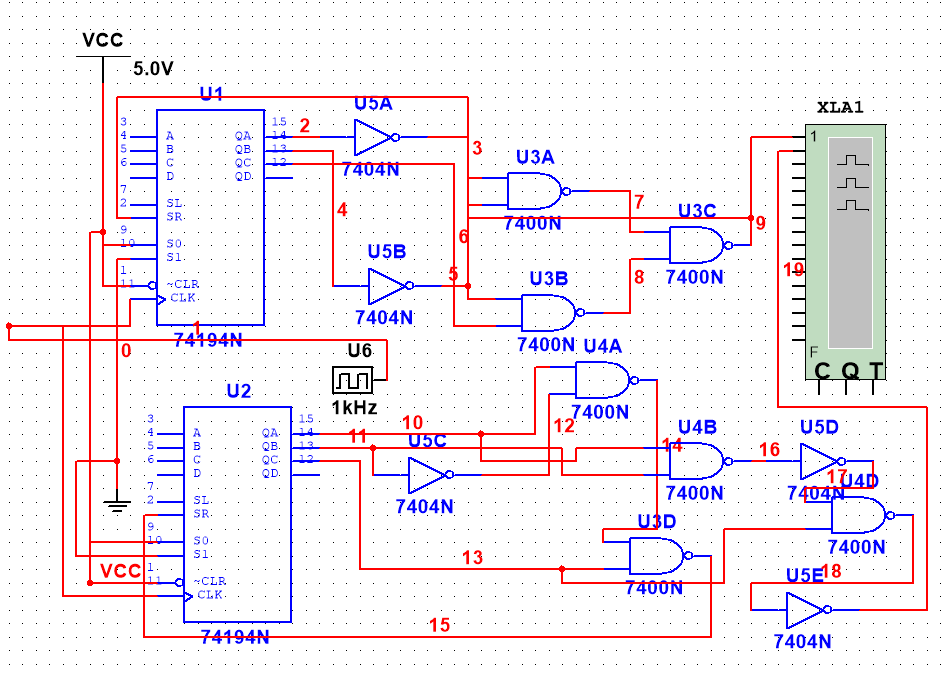 VCC
5.0V
U1
3
4
5
6
7
2
9
10
1
11
A
B
C
D
SL
SR
S0
S1
~CLR
CLK
QA
QB
QC
QD
15
14
13
12
74194N
2
U5A
7404N
3
4
U5B
7404N
5
6
U3A
7400N
7
U3B
7400N
8
U3C
7400N
9
XLA1
1
F
C Q T
19
1
0
U6
1kHz
U2
3
4
5
6
7
2
9
10
1
11
A
B
C
D
SL
SR
S0
S1
~CLR
CLK
QA
QB
QC
QD
15
14
13
12
74194N
VCC
10
11
U5C
7404N
12
U4A
7400N
13
14
U4B
7400N
16
U5D
7404N
17
U4D
7400N
U3D
7400N
18
U5E
7404N
15